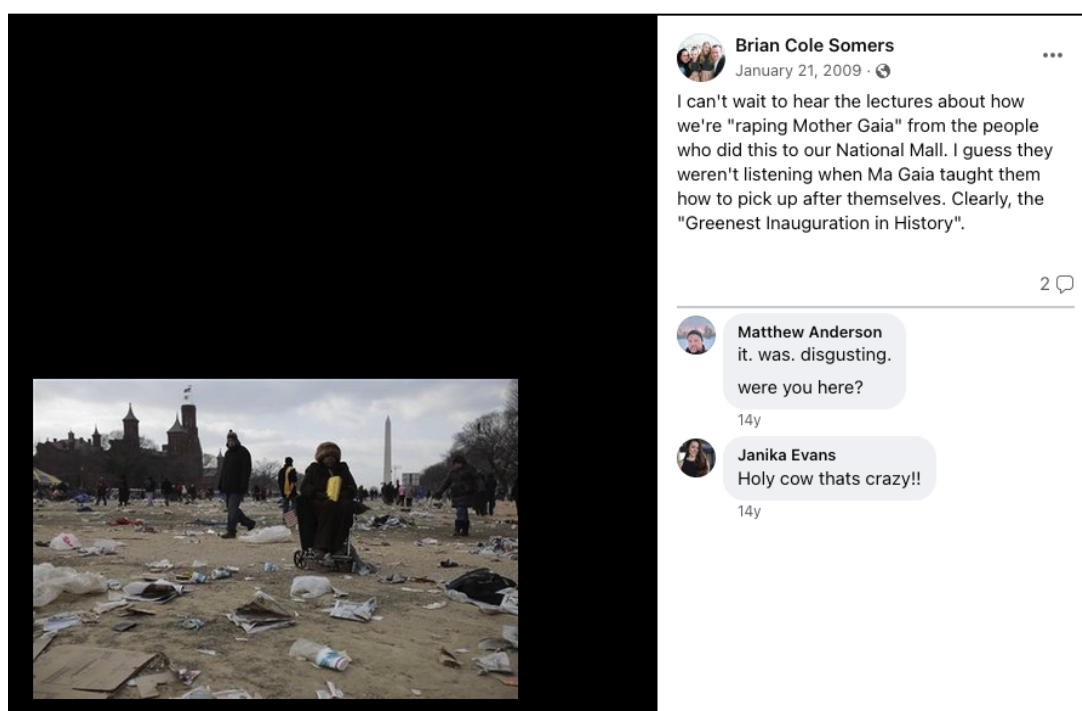 Brian Cole Somers
January 21, 2009 ·
I can't wait to hear the lectures about how
we're "raping Mother Gaia" from the people
who did this to our National Mall. I guess they
weren't listening when Ma Gaia taught them
how to pick up after themselves. Clearly, the
"Greenest Inauguration in History".
2
Matthew Anderson
it. was. disgusting.
were you here?
14y
Janika Evans
Holy cow thats crazy!!
14y